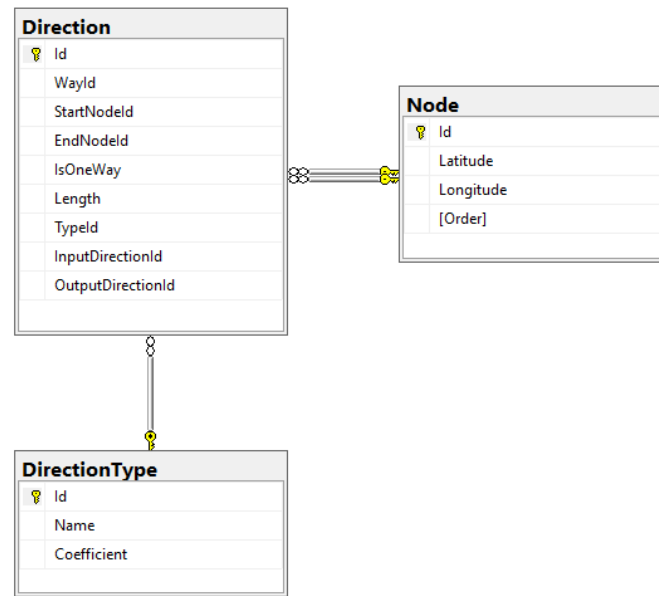 Direction
Id
WayId
StartNodeId
EndNodeId
IsOneWay
Length
TypeId
InputDirectionId
OutputDirectionId
Node
Id
Latitude
Longitude
[Order]
DirectionType
Id
Name
Coefficient